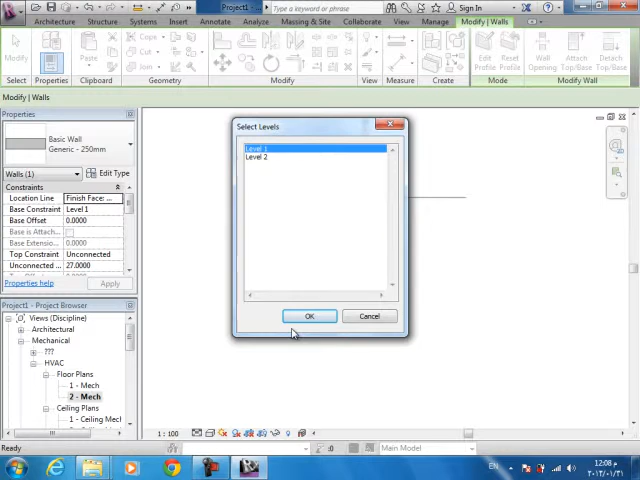 Project1 -
Type a keyword or phrase
Sign In
Architecture Structure Systems Insert Annotate Analyze Massing & Site Collaborate View Manage Modify | Walls
Modify
Paste
Cope
Cut
Join
Edit Profile
Reset Profile
Wall Opening
Attach Top/Base
Detach Top/Base
Select Properties Clipboard Geometry Modify View Measure Create Mode Modify Wall
Modify | Walls
Properties
Basic Wall
Generic - 250mm
Walls (1)
Edit Type
Constraints
Location Line Finish Face: ...
Base Constraint Level 1
Base Offset 0.0000
Base is Attach...
Base Extensio...
Top Constraint Unconnected
Unconnected ... 27.0000
Properties help
Apply
Project1 - Project Browser
Views (Discipline)
Architectural
Mechanical
???
HVAC
Floor Plans
1 - Mech
2 - Mech
Ceiling Plans
1 - Ceiling Mech
Select Levels
Level 1
Level 2
OK
Cancel
1 : 100
Ready
:0
Main Model
EN
12:08 م
٢٠١٣/٠١/٣١